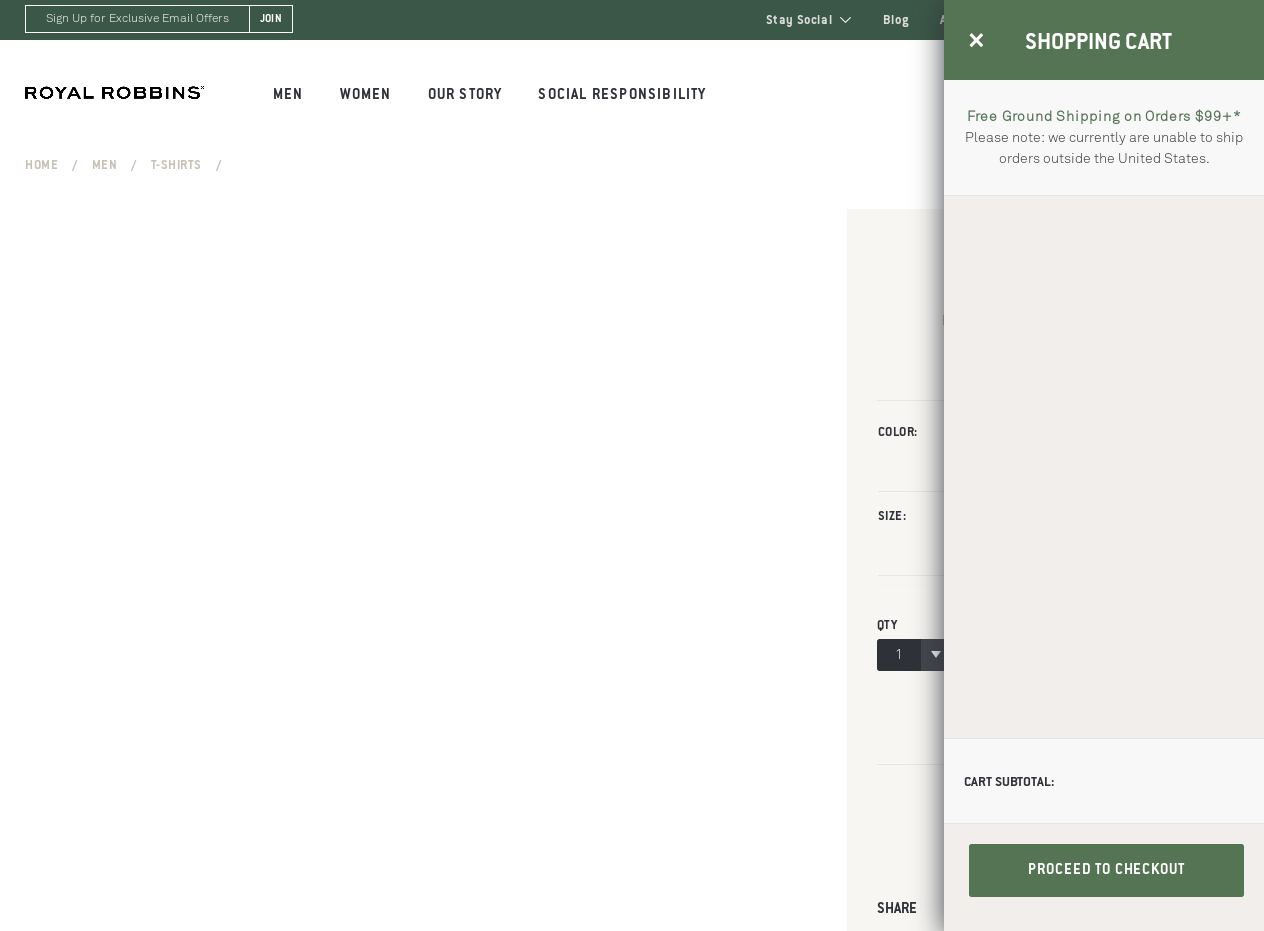 Sign Up for Exclusive Email Offers
JOIN
Stay Social
Blog
SHOPPING CART
ROYAL ROBBINS
MEN
WOMEN
OUR STORY
SOCIAL RESPONSIBILITY
Free Ground Shipping on Orders $99+*
Please note: we currently are unable to ship
orders outside the United States.
HOME / MEN / T-SHIRTS /
COLOR:
SIZE:
QTY
1
CART SUBTOTAL:
PROCEED TO CHECKOUT
SHARE